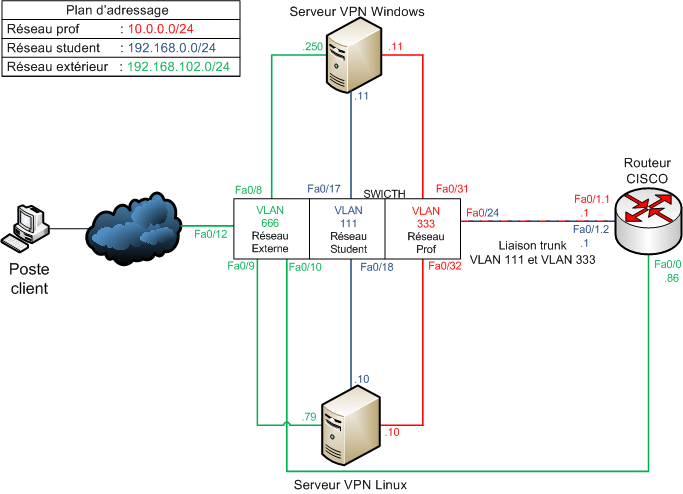 Plan d'adressage
Réseau prof : 10.0.0.0/24
Réseau student : 192.168.0.0/24
Réseau extérieur : 192.168.102.0/24
Serveur VPN Windows
.250
.11
.11
Fa0/8
Fa0/17
Fa0/31
SWICTH
VLAN
666
Réseau
Externe
VLAN
111
Réseau
Student
VLAN
333
Réseau
Prof
Fa0/12
Fa0/24
Fa0/1.1
.1
Fa0/1.2
.1
Liaison trunk
VLAN 111 et VLAN 333
Routeur
CISCO
Fa0/0
.86
Poste
client
Fa0/9
Fa0/10
Fa0/18
Fa0/32
.10
.79
.10
Serveur VPN Linux